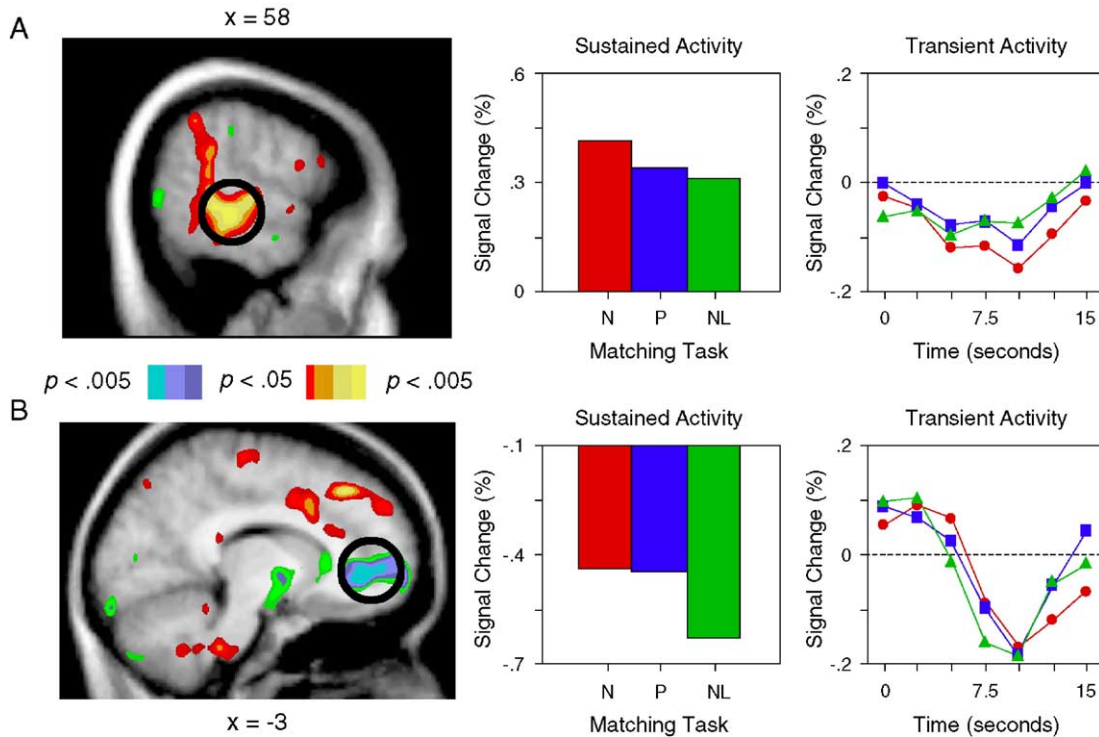 A
x = 58
Sustained Activity
Transient Activity
Signal Change (%)
.6
.3
0
N P NL
Matching Task
Signal Change (%)
.2
0
-.2
0 7.5 15
Time (seconds)
p < .005
p < .05
p < .005
B
x = -3
Sustained Activity
Transient Activity
Signal Change (%)
-.1
-.4
-.7
N P NL
Matching Task
Signal Change (%)
.2
0
-.2
0 7.5 15
Time (seconds)